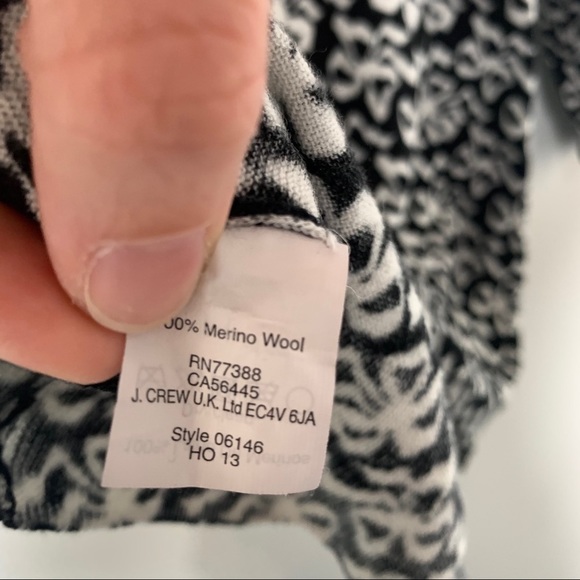 00% Merino Wool
RN77388
CA56445
J. CREW U.K. Ltd EC4V 6JA
Style 06146
HO 13